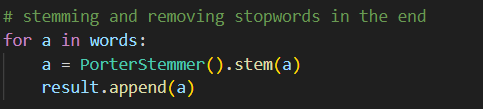 # stemming and removing stopwords in the end
for a in words:
    a = PorterStemmer().stem(a)
    result.append(a)